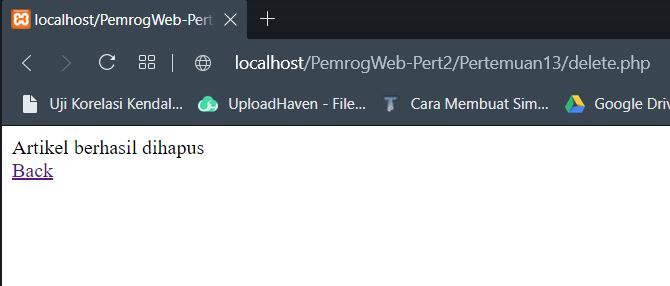 localhost/PemrogWeb-Pert
localhost/PemrogWeb-Pert2/Pertemuan13/delete.php
Uji Korelasi Kendal... UploadHaven - File... Cara Membuat Sim... Google Driv
Artikel berhasil dihapus
Back